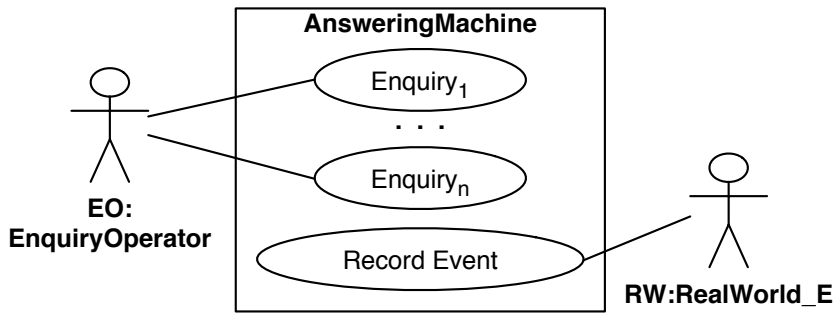 AnsweringMachine
Enquiry1
. . .
Enquiryn
EO:
EnquiryOperator
Record Event
RW:RealWorld_E